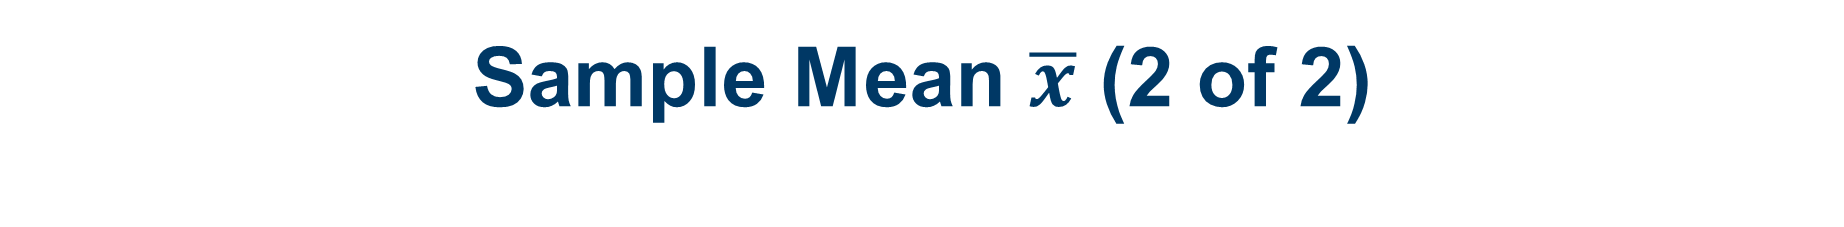 Sample Mean x̅ (2 of 2)